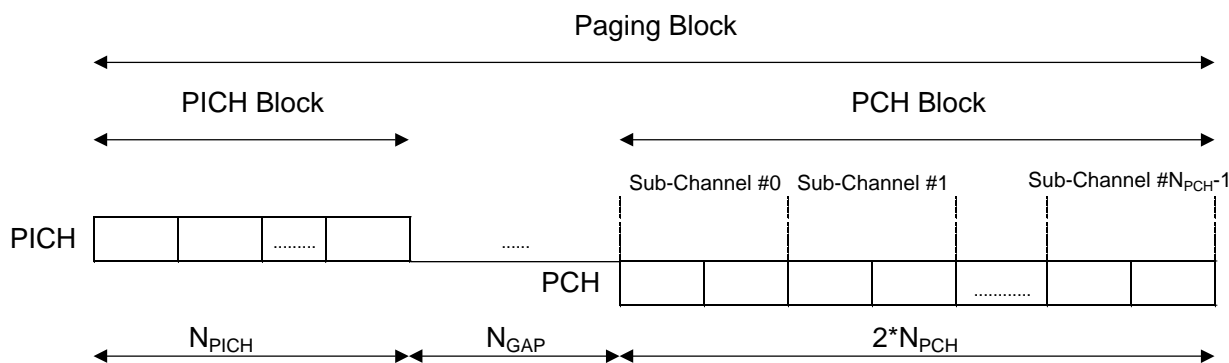 Paging Block
PICH Block PCH Block
Sub-Channel #0 Sub-Channel #1 Sub-Channel #N_PCH-1
PICH ......... ......
PCH ............
N_PICH N_GAP 2*N_PCH